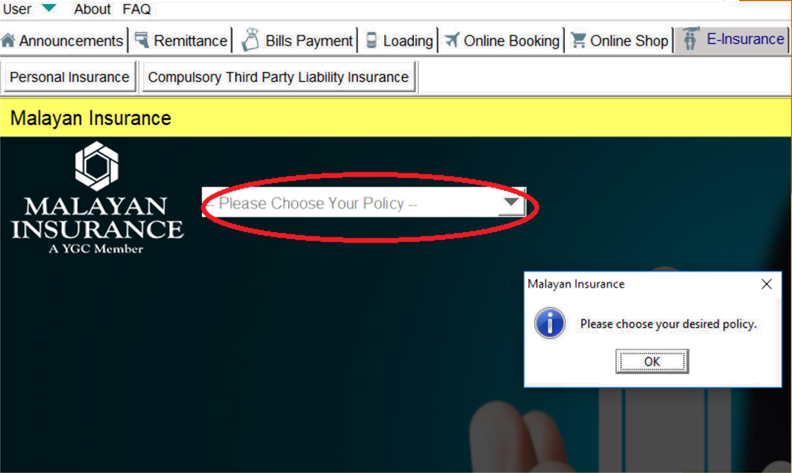 User About FAQ
Announcements Remittance Bills Payment Loading Online Booking Online Shop E-Insurance
Personal Insurance Compulsory Third Party Liability Insurance
Malayan Insurance
MALAYAN
INSURANCE
A YGC Member
-- Please Choose Your Policy --
Malayan Insurance
Please choose your desired policy.
OK